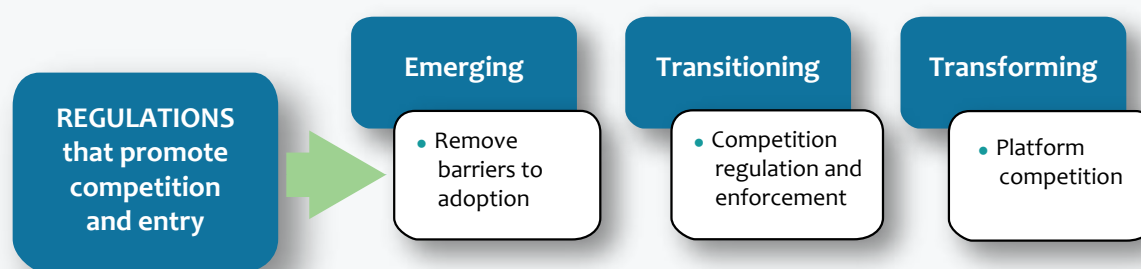 REGULATIONS
that promote
competition
and entry
Emerging
• Remove
barriers to
adoption
Transitioning
• Competition
regulation and
enforcement
Transforming
• Platform
competition